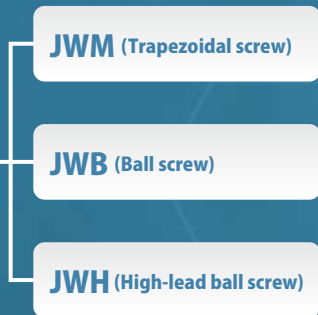 JWM (Trapezoidal screw)
JWB (Ball screw)
JWH (High-lead ball screw)